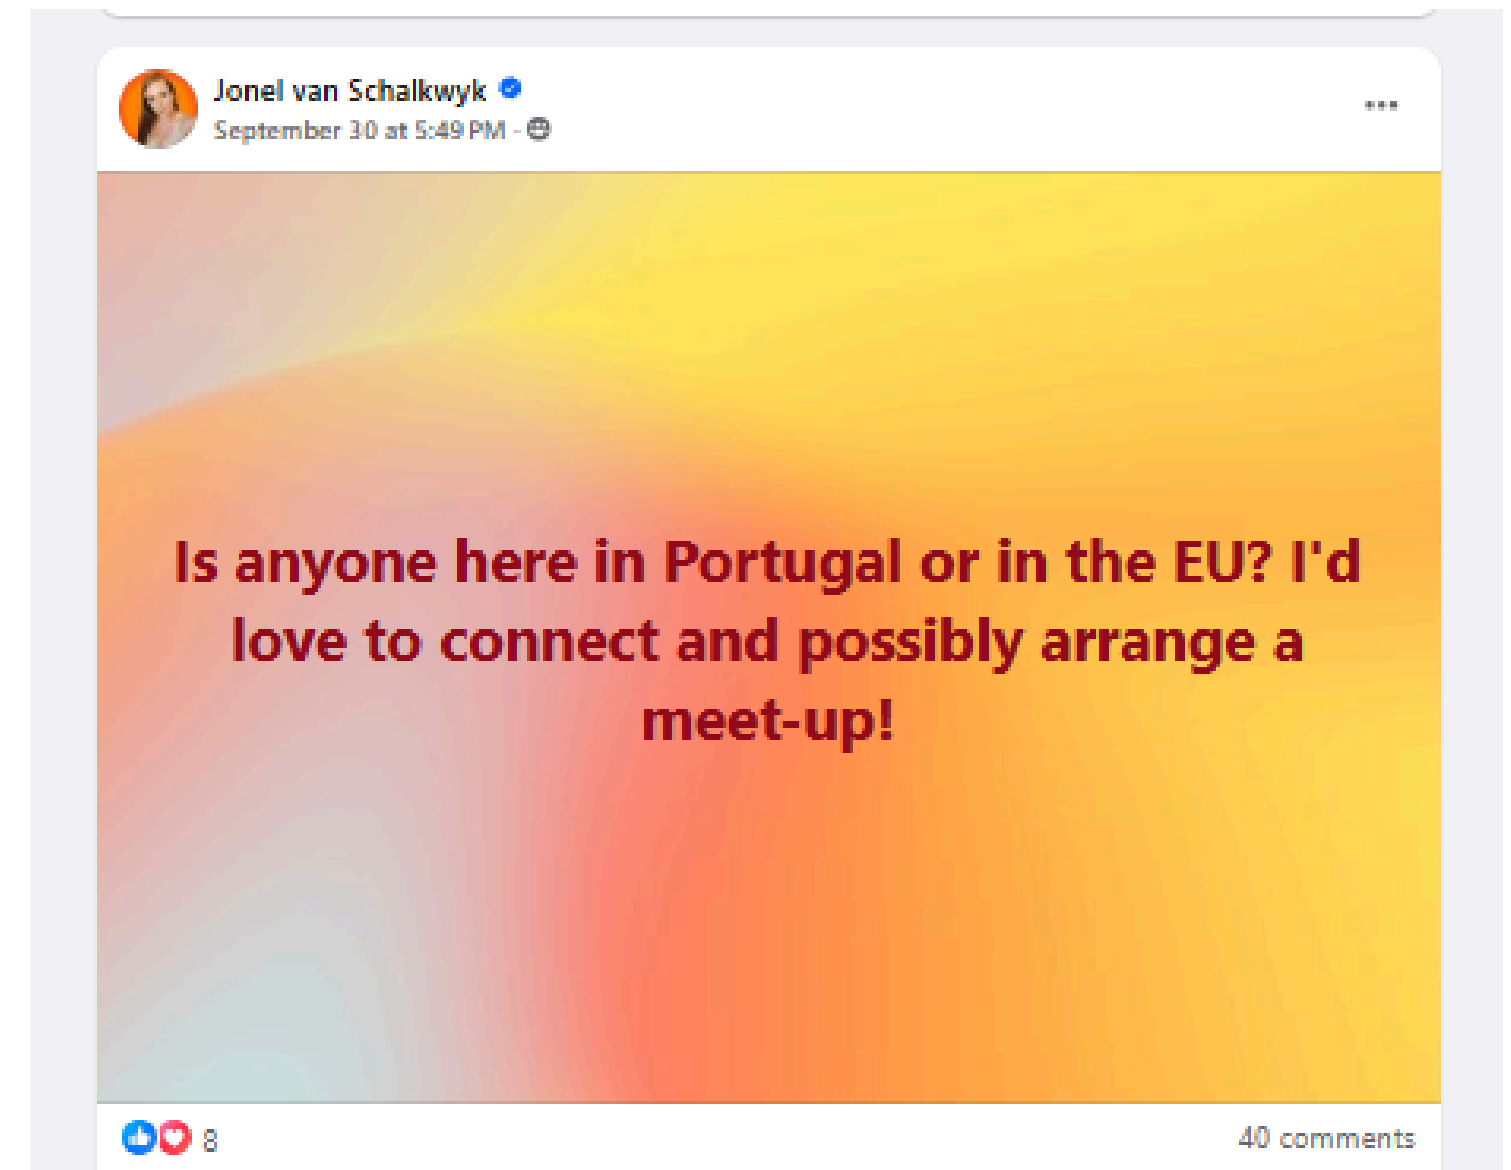 Jonel van Schalkwyk
September 30 at 5:49 PM ·
Is anyone here in Portugal or in the EU? I'd
love to connect and possibly arrange a
meet-up!
8
40 comments